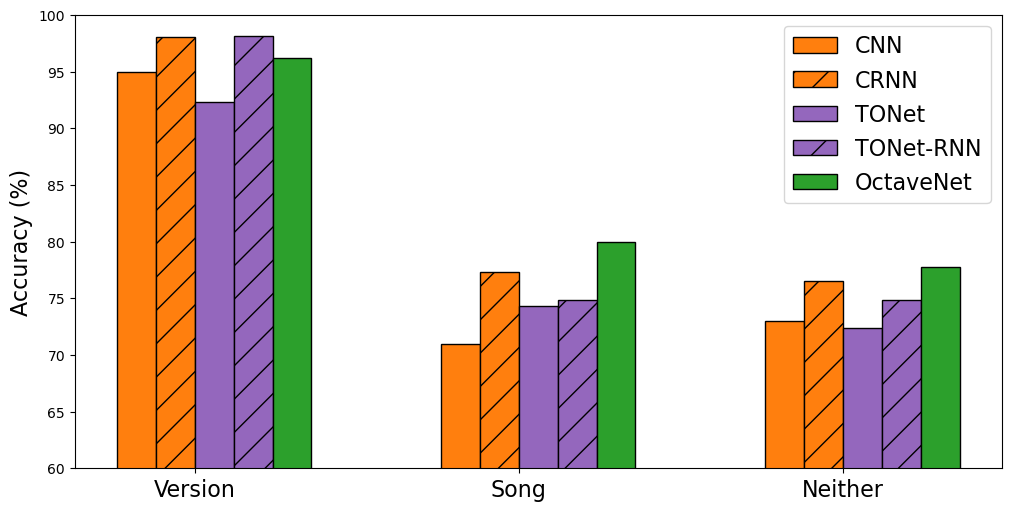 Accuracy (%)
100
95
90
85
80
75
70
65
60
Version
Song
Neither
CNN
CRNN
TONet
TONet-RNN
OctaveNet